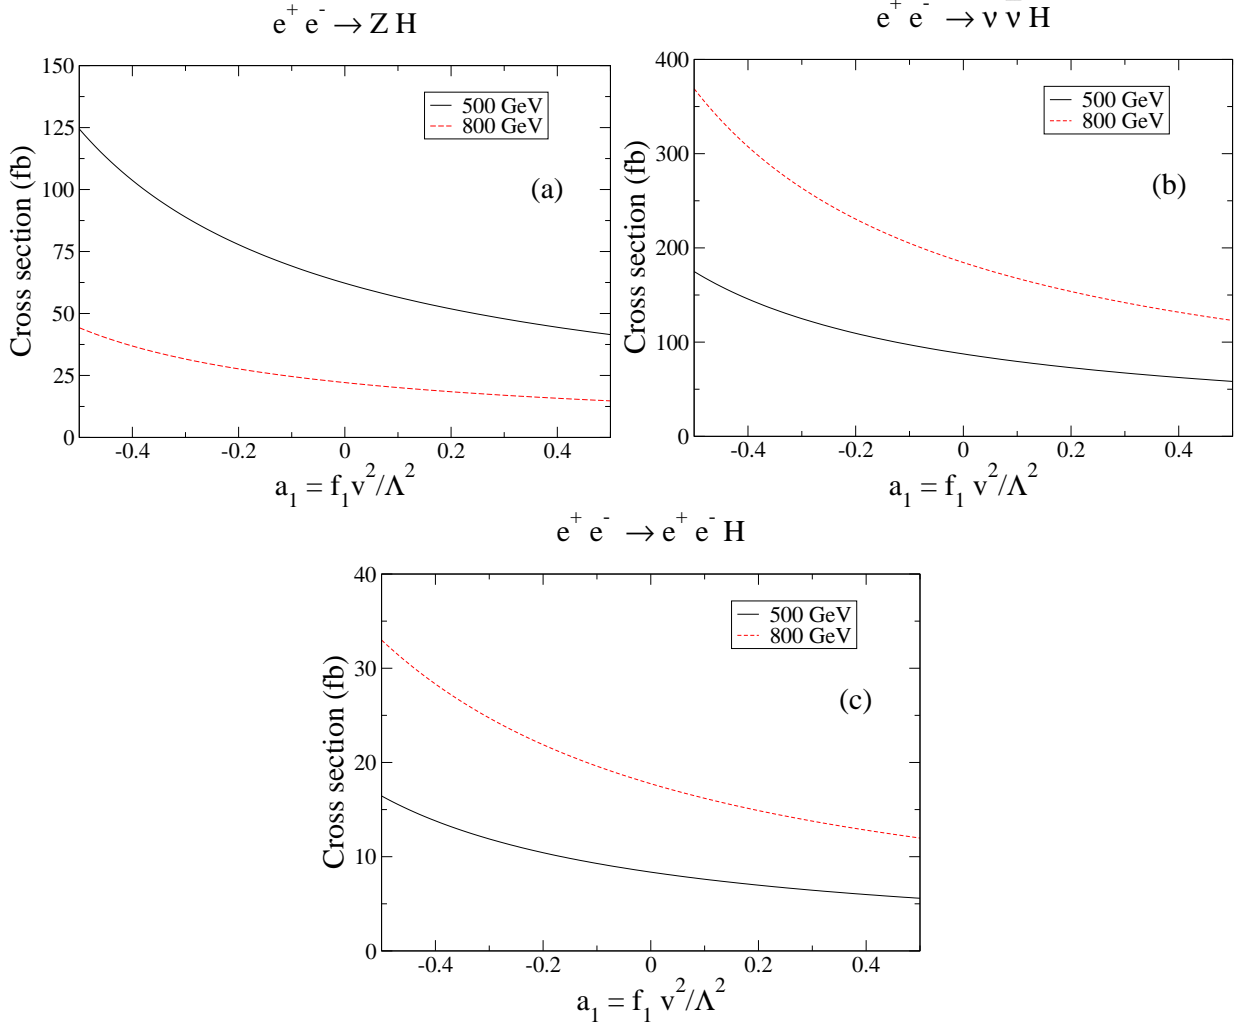 e⁺ e⁻ → Z H
150
125
100
75
50
25
0
Cross section (fb)
500 GeV
800 GeV
(a)
-0.4 -0.2 0 0.2 0.4
a₁ = f₁v²/Λ²
e⁺ e⁻ → ν ν̄ H
400
300
200
100
0
Cross section (fb)
500 GeV
800 GeV
(b)
-0.4 -0.2 0 0.2 0.4
a₁ = f₁ v²/Λ²
e⁺ e⁻ → e⁺ e⁻ H
40
30
20
10
0
Cross section (fb)
500 GeV
800 GeV
(c)
-0.4 -0.2 0 0.2 0.4
a₁ = f₁ v²/Λ²